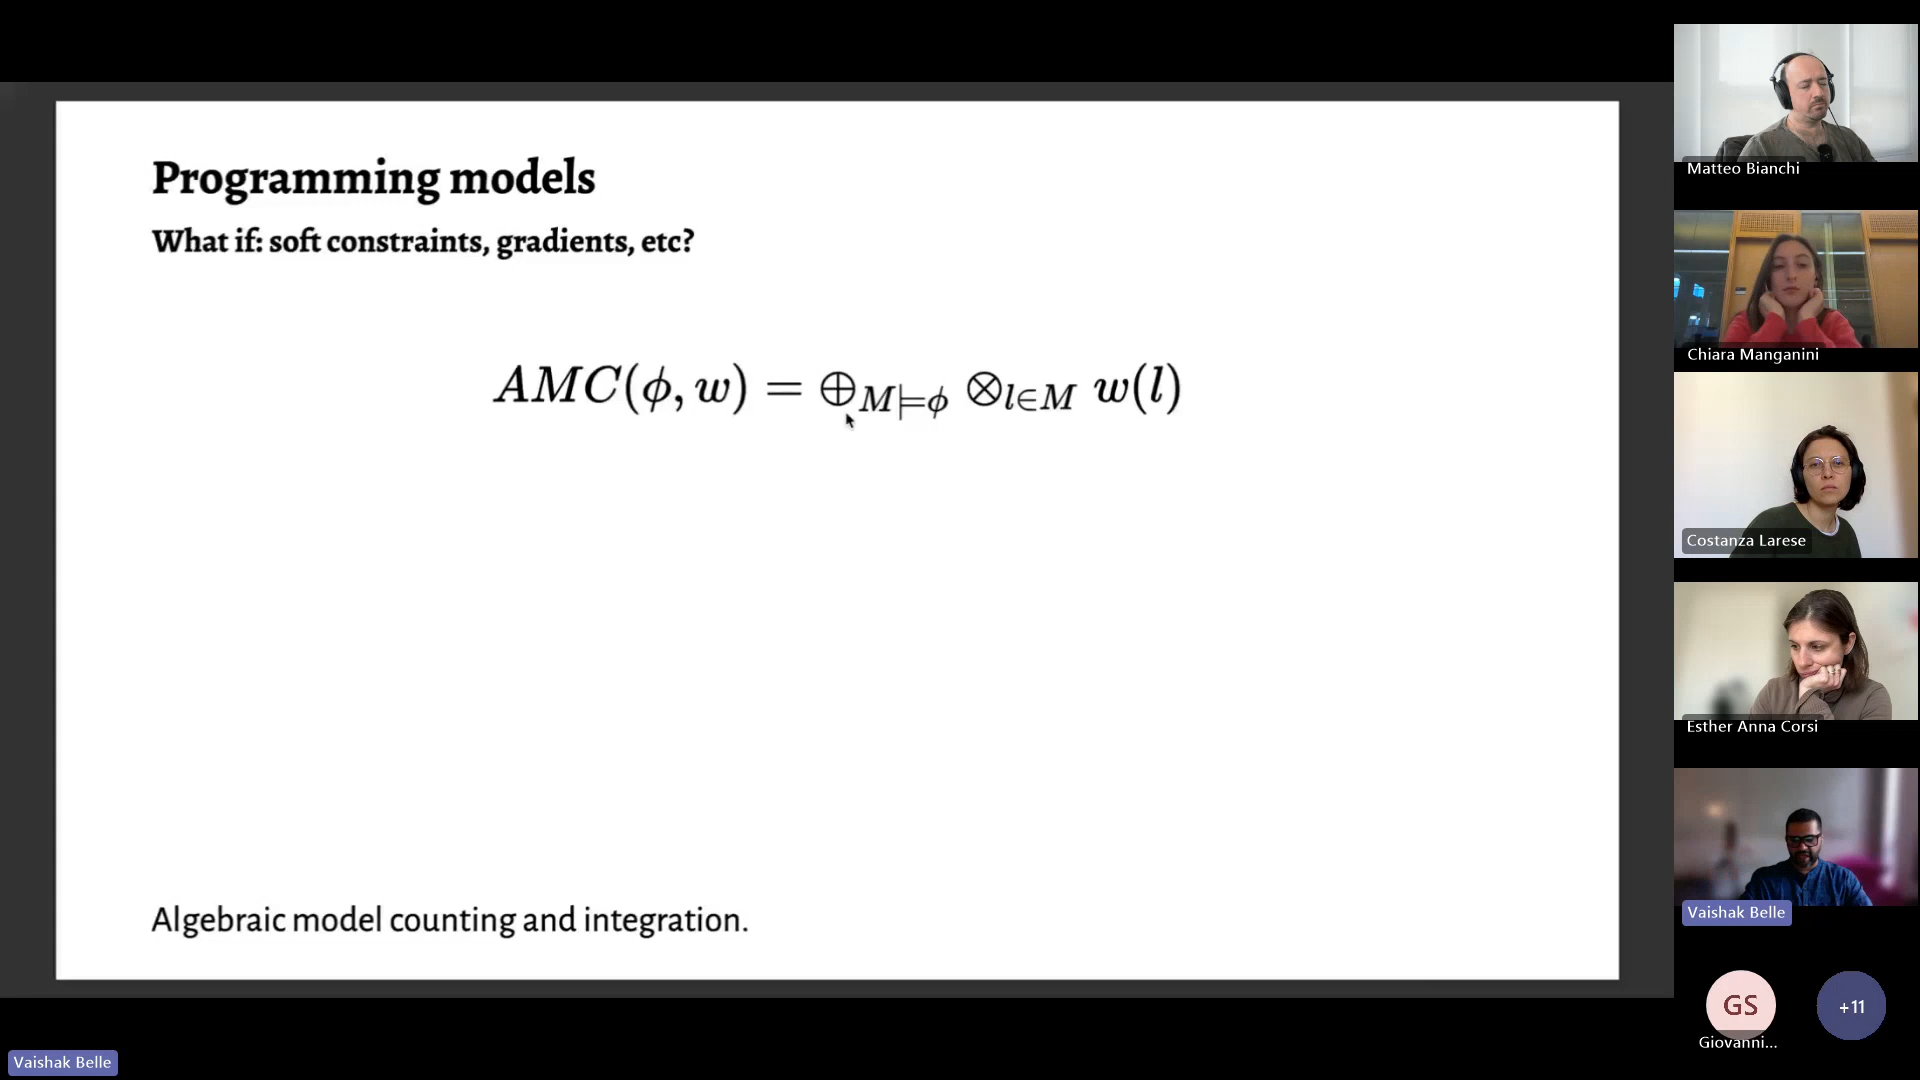 Programming models
What if: soft constraints, gradients, etc?
AMC(ϕ, w) = ⊕_{M⊨ϕ} ⊗_{l∈M} w(l)
Algebraic model counting and integration.
Matteo Bianchi
Chiara Manganini
Costanza Larese
Esther Anna Corsi
Vaishak Belle
GS
+11
Giovanni...
Vaishak Belle